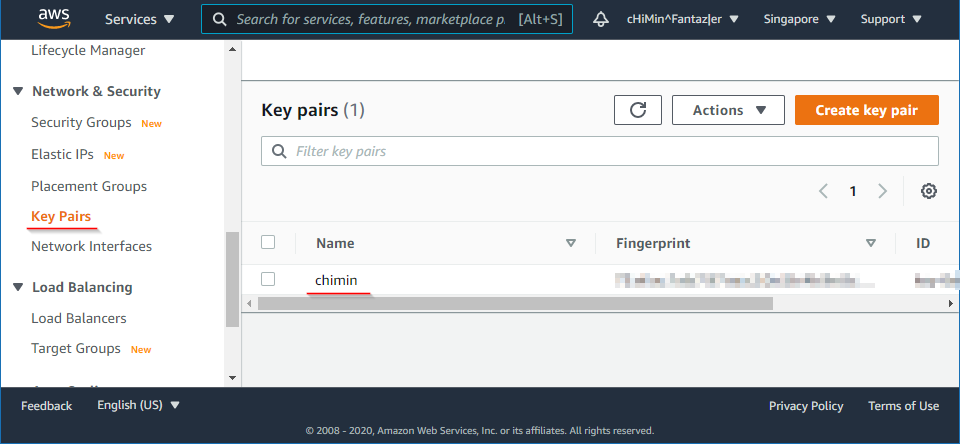 aws Services Search for services, features, marketplace p. [Alt+S] cHiMin^Fantaz|er Singapore Support
Lifecycle Manager
Network & Security
Security Groups New
Elastic IPs New
Placement Groups
Key Pairs
Network Interfaces
Load Balancing
Load Balancers
Target Groups New
Key pairs (1) Actions Create key pair
Filter key pairs
1
Name Fingerprint ID
chimin
Feedback English (US) Privacy Policy Terms of Use
© 2008 - 2020, Amazon Web Services, Inc. or its affiliates. All rights reserved.